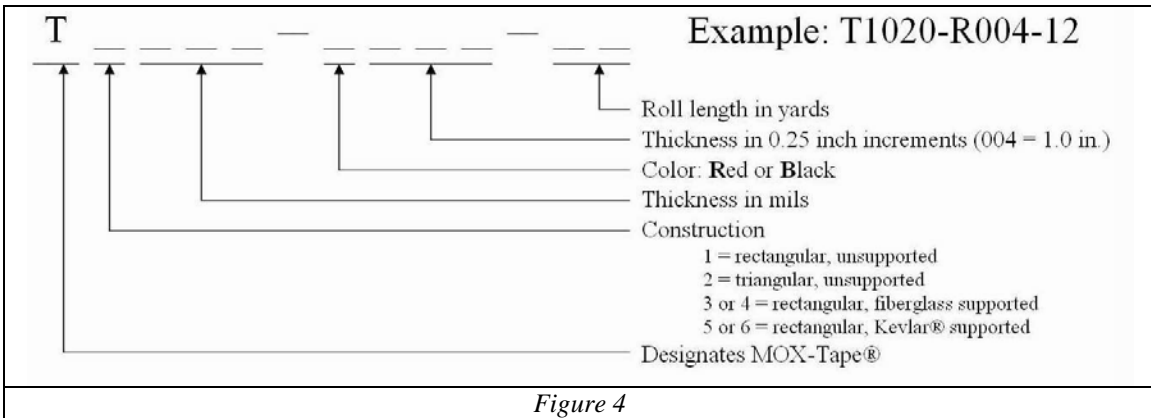 T _ _ _ _ - _ _ _ _ - _ _ Example: T1020-R004-12
Roll length in yards
Thickness in 0.25 inch increments (004 = 1.0 in.)
Color: Red or Black
Thickness in mils
Construction
1 = rectangular, unsupported
2 = triangular, unsupported
3 or 4 = rectangular, fiberglass supported
5 or 6 = rectangular, Kevlar® supported
Designates MOX-Tape®
Figure 4